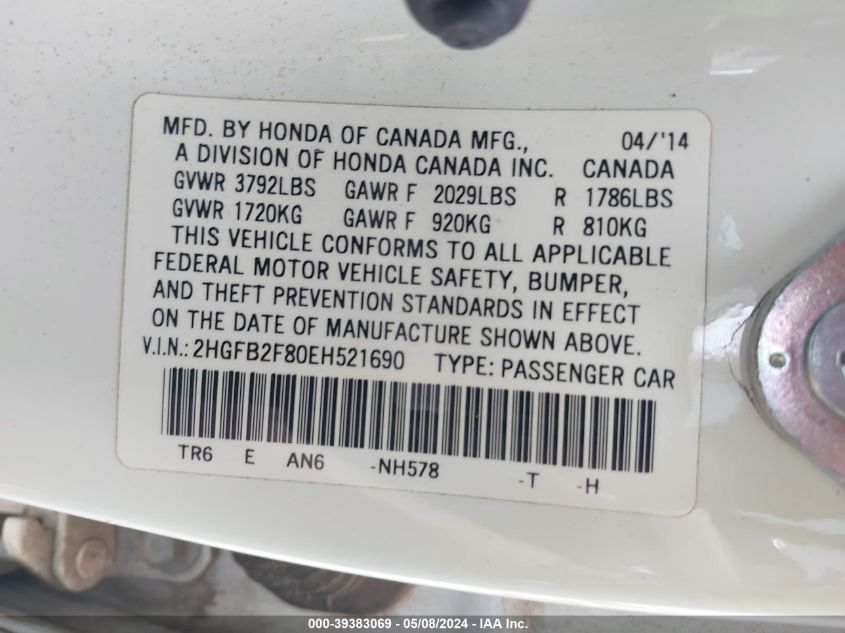 MFD. BY HONDA OF CANADA MFG., 04/'14
A DIVISION OF HONDA CANADA INC. CANADA
GVWR 3792LBS GAWR F 2029LBS R 1786LBS
GVWR 1720KG GAWR F 920KG R 810KG
THIS VEHICLE CONFORMS TO ALL APPLICABLE
FEDERAL MOTOR VEHICLE SAFETY, BUMPER,
AND THEFT PREVENTION STANDARDS IN EFFECT
ON THE DATE OF MANUFACTURE SHOWN ABOVE.
V.I.N.: 2HGFB2F80EH521690 TYPE: PASSENGER CAR
TR6 E AN6 -NH578 -T -H
000-39383069 - 05/08/2024 - IAA Inc.